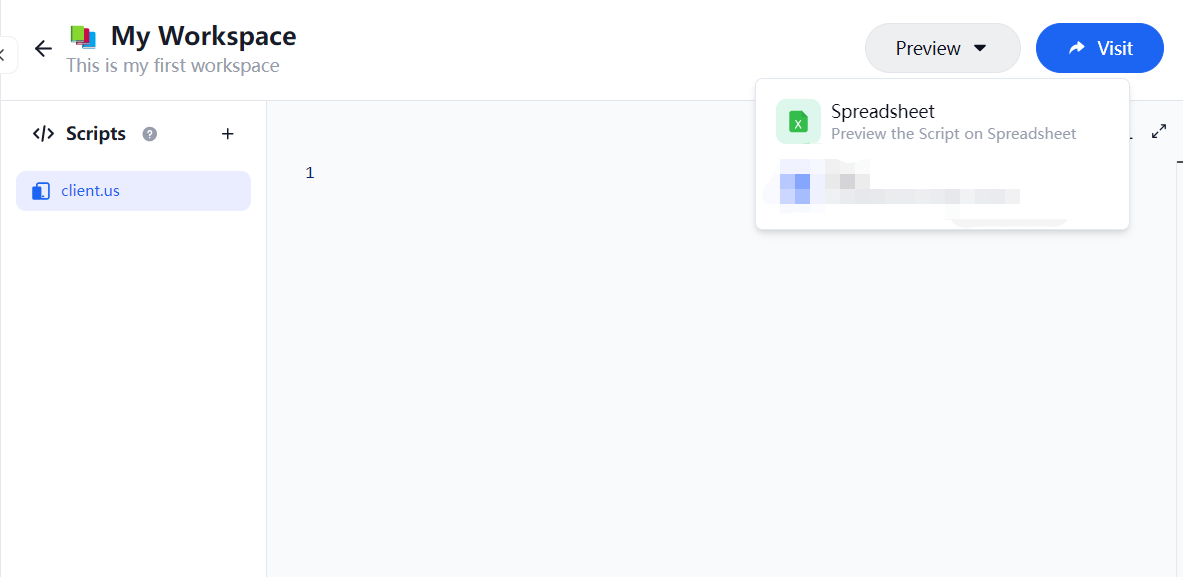 My Workspace
This is my first workspace
Preview
Visit
Spreadsheet
Preview the Script on Spreadsheet
Scripts
client.us
1